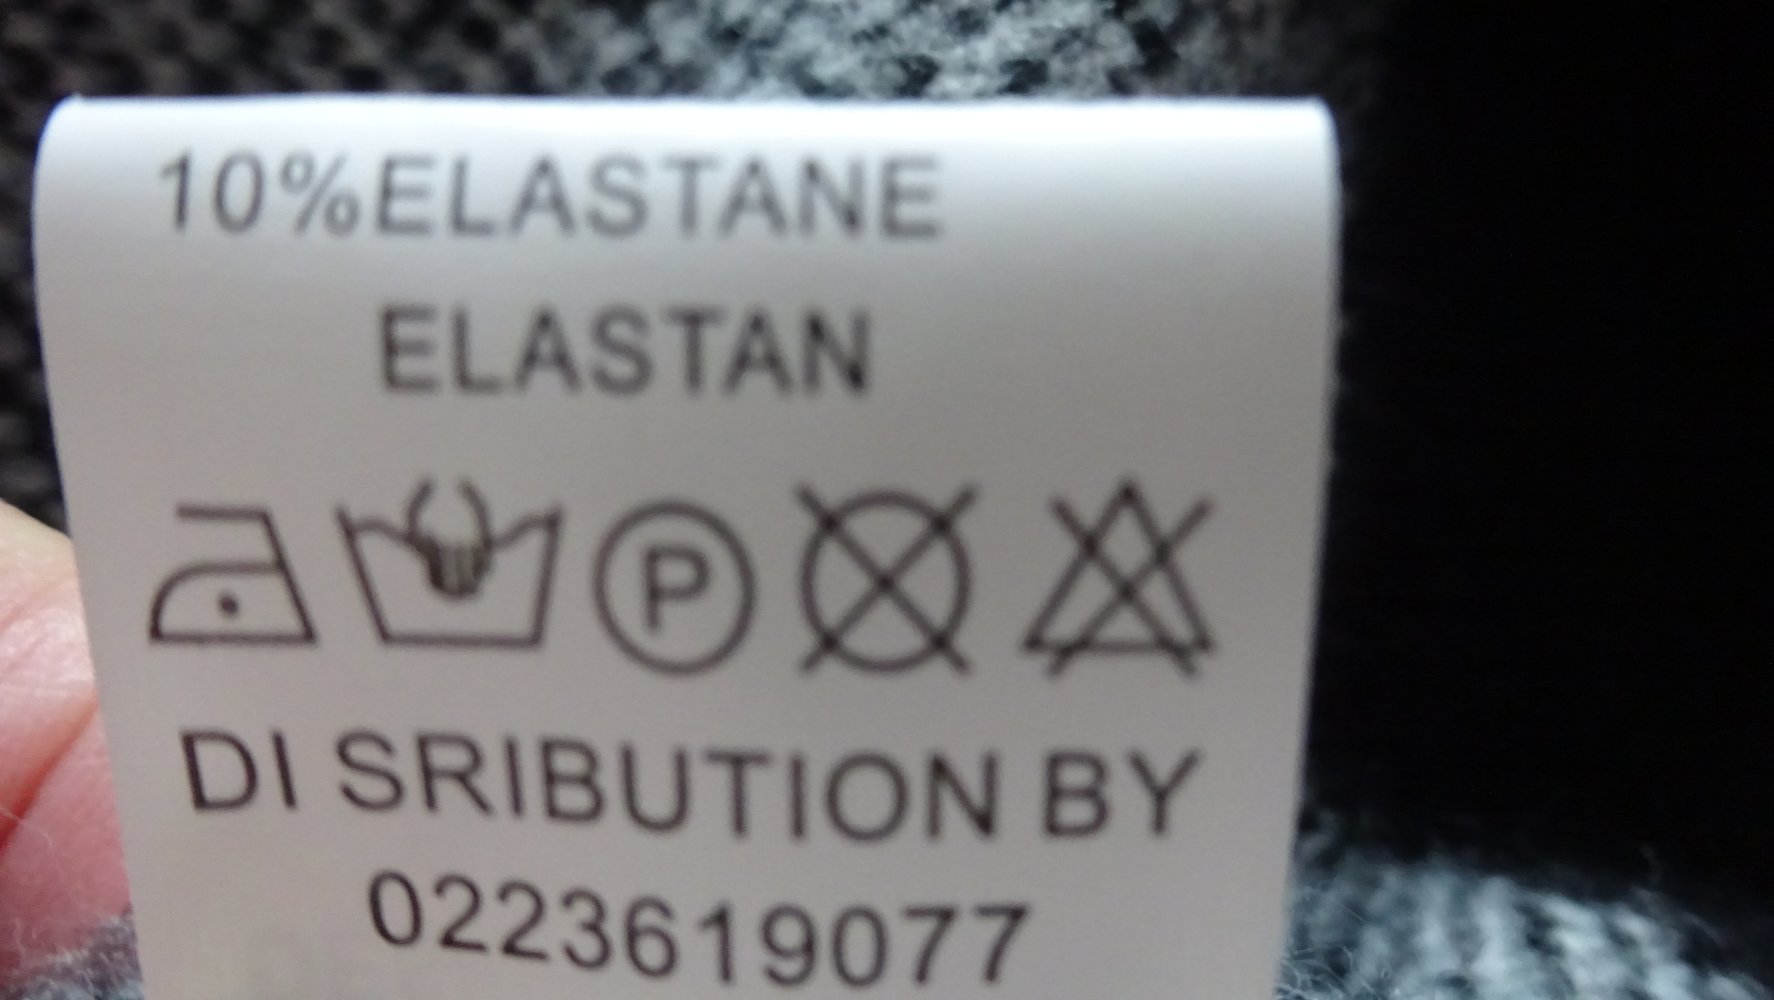 10%ELASTANE
ELASTAN
P
DI SRIBUTION BY
0223619077